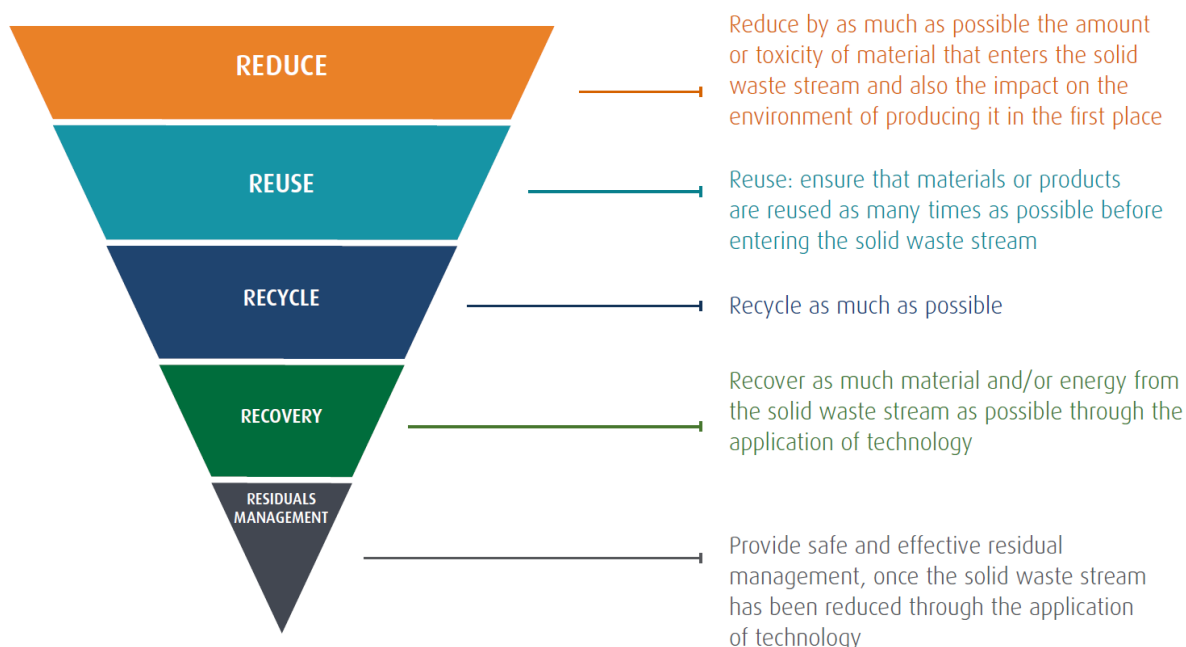 REDUCE
Reduce by as much as possible the amount
or toxicity of material that enters the solid
waste stream and also the impact on the
environment of producing it in the first place
REUSE
Reuse: ensure that materials or products
are reused as many times as possible before
entering the solid waste stream
RECYCLE
Recycle as much as possible
RECOVERY
Recover as much material and/or energy from
the solid waste stream as possible through the
application of technology
RESIDUALS
MANAGEMENT
Provide safe and effective residual
management, once the solid waste stream
has been reduced through the application
of technology